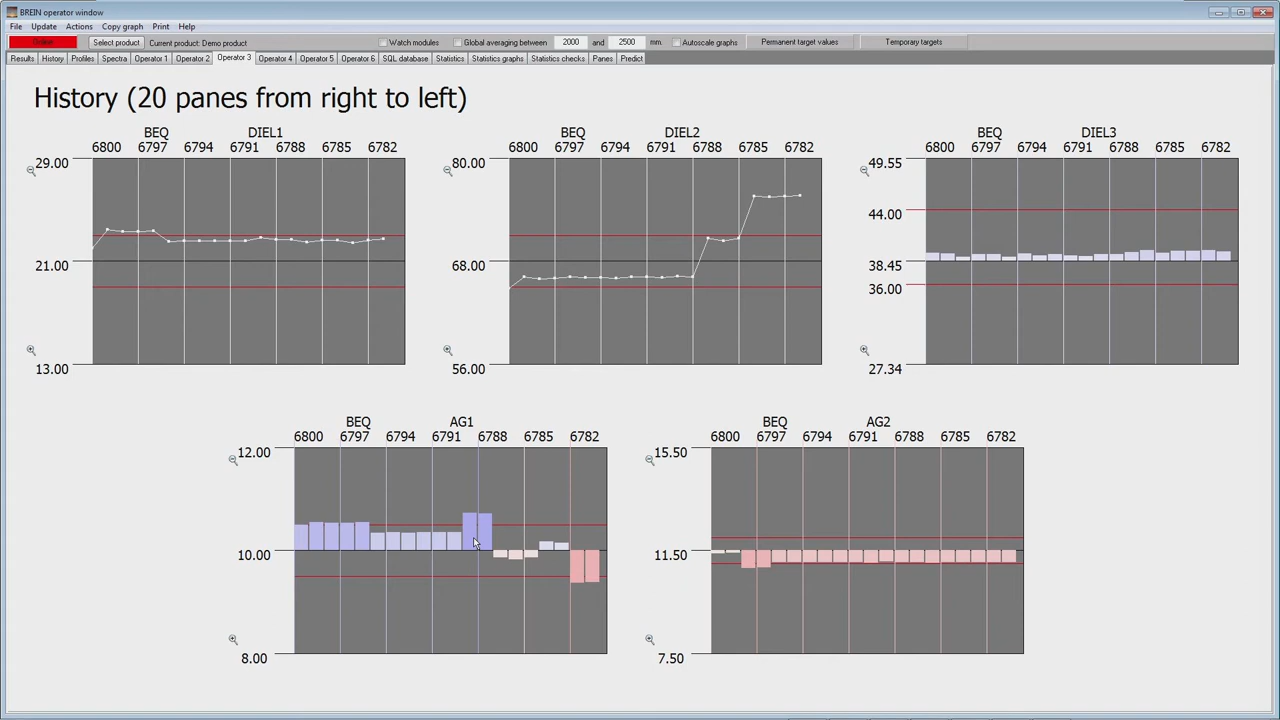 BREIN operator window
File Update Actions Copy graph Print Help
Select product Current product: Demo product Watch modules Global averaging between 2000 and 2500 mm. Autoscale graphs Permanent target values Temporary targets
Results History Profiles Spectra Operator 1 Operator 2 Operator 3 Operator 4 Operator 5 Operator 6 SQL database Statistics Statistics graphs Statistics checks Panes Predict
History (20 panes from right to left)
BEQ DIEL1
6800 6797 6794 6791 6788 6785 6782
29.00
21.00
13.00
BEQ DIEL2
6800 6797 6794 6791 6788 6785 6782
80.00
68.00
56.00
BEQ DIEL3
6800 6797 6794 6791 6788 6785 6782
49.55
44.00
38.45
36.00
27.34
BEQ AG1
6800 6797 6794 6791 6788 6785 6782
12.00
10.00
8.00
BEQ AG2
6800 6797 6794 6791 6788 6785 6782
15.50
11.50
7.50